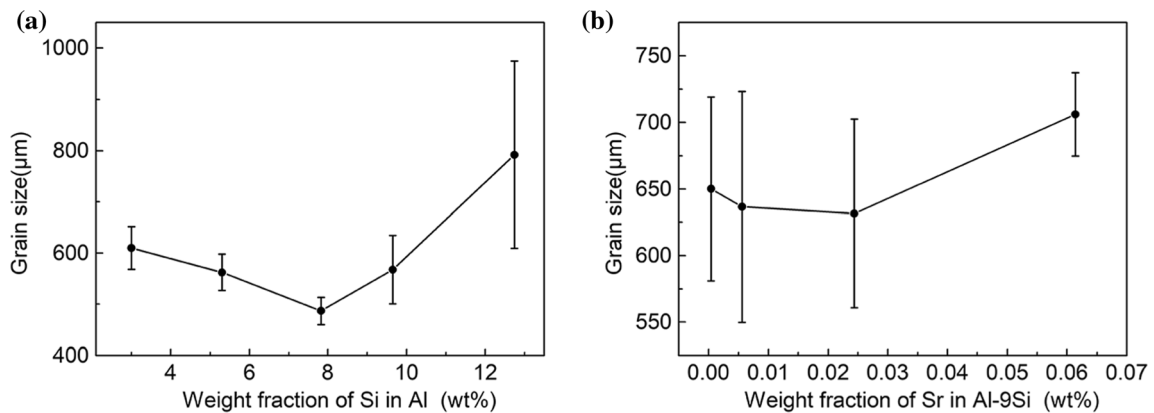 (a)
1000
800
600
400
Grain size(μm)
4 6 8 10 12
Weight fraction of Si in Al (wt%)
(b)
750
700
650
600
550
Grain size(μm)
0.00 0.01 0.02 0.03 0.04 0.05 0.06 0.07
Weight fraction of Sr in Al-9Si (wt%)